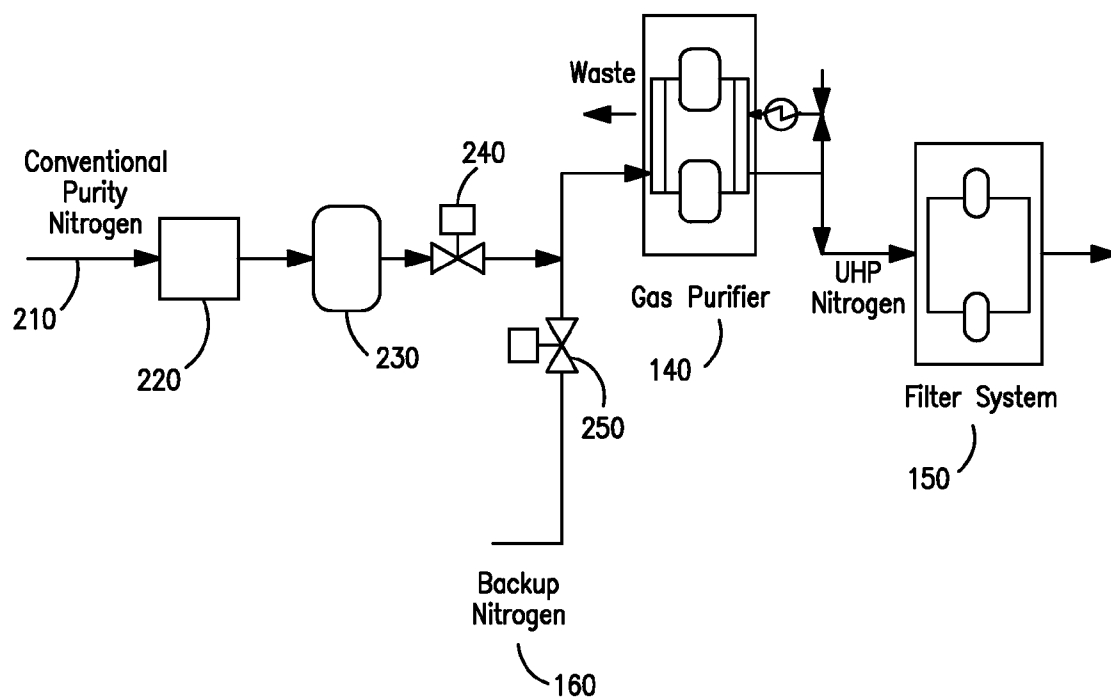 Waste
Conventional
Purity
Nitrogen
240
210
220
230
250
Gas Purifier
140
UHP
Nitrogen
Filter System
150
Backup
Nitrogen
160